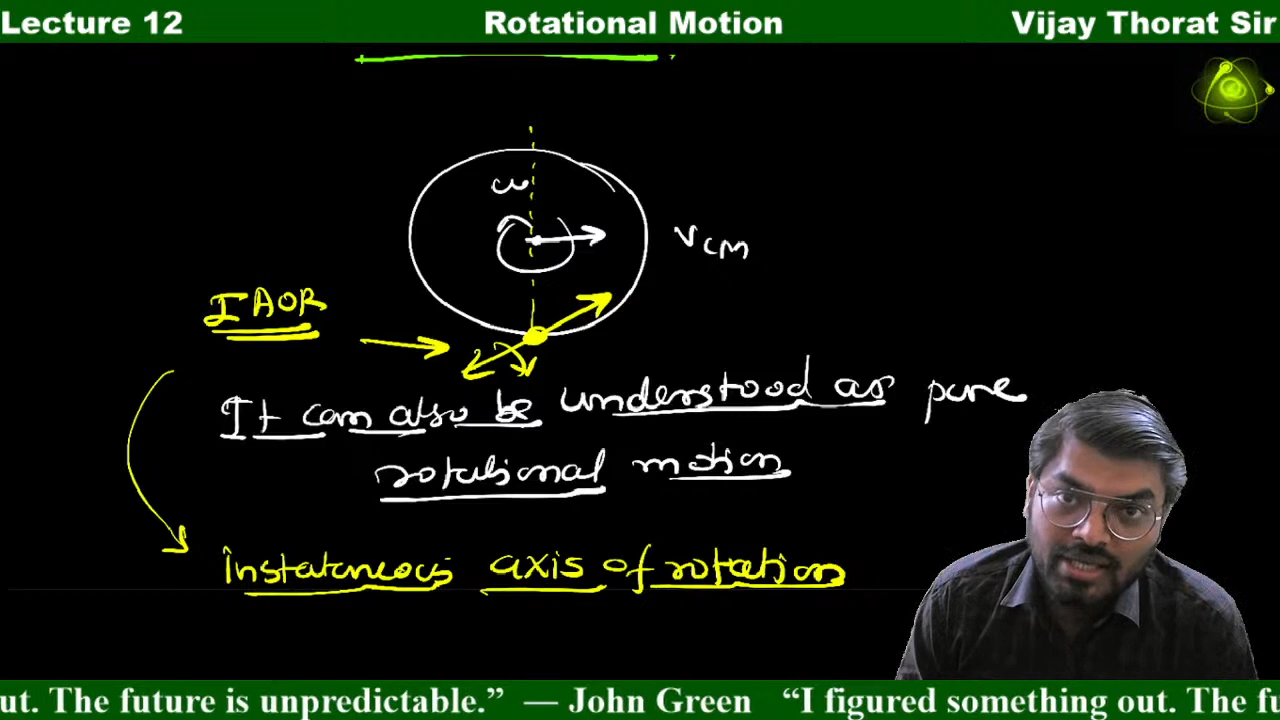 Lecture 12 Rotational Motion Vijay Thorat Sir
ω
VCM
IAOR
It can also be understood as pure
rotational motion
instataneous axis of rotation
ut. The future is unpredictable.” — John Green “I figured something out. The fu